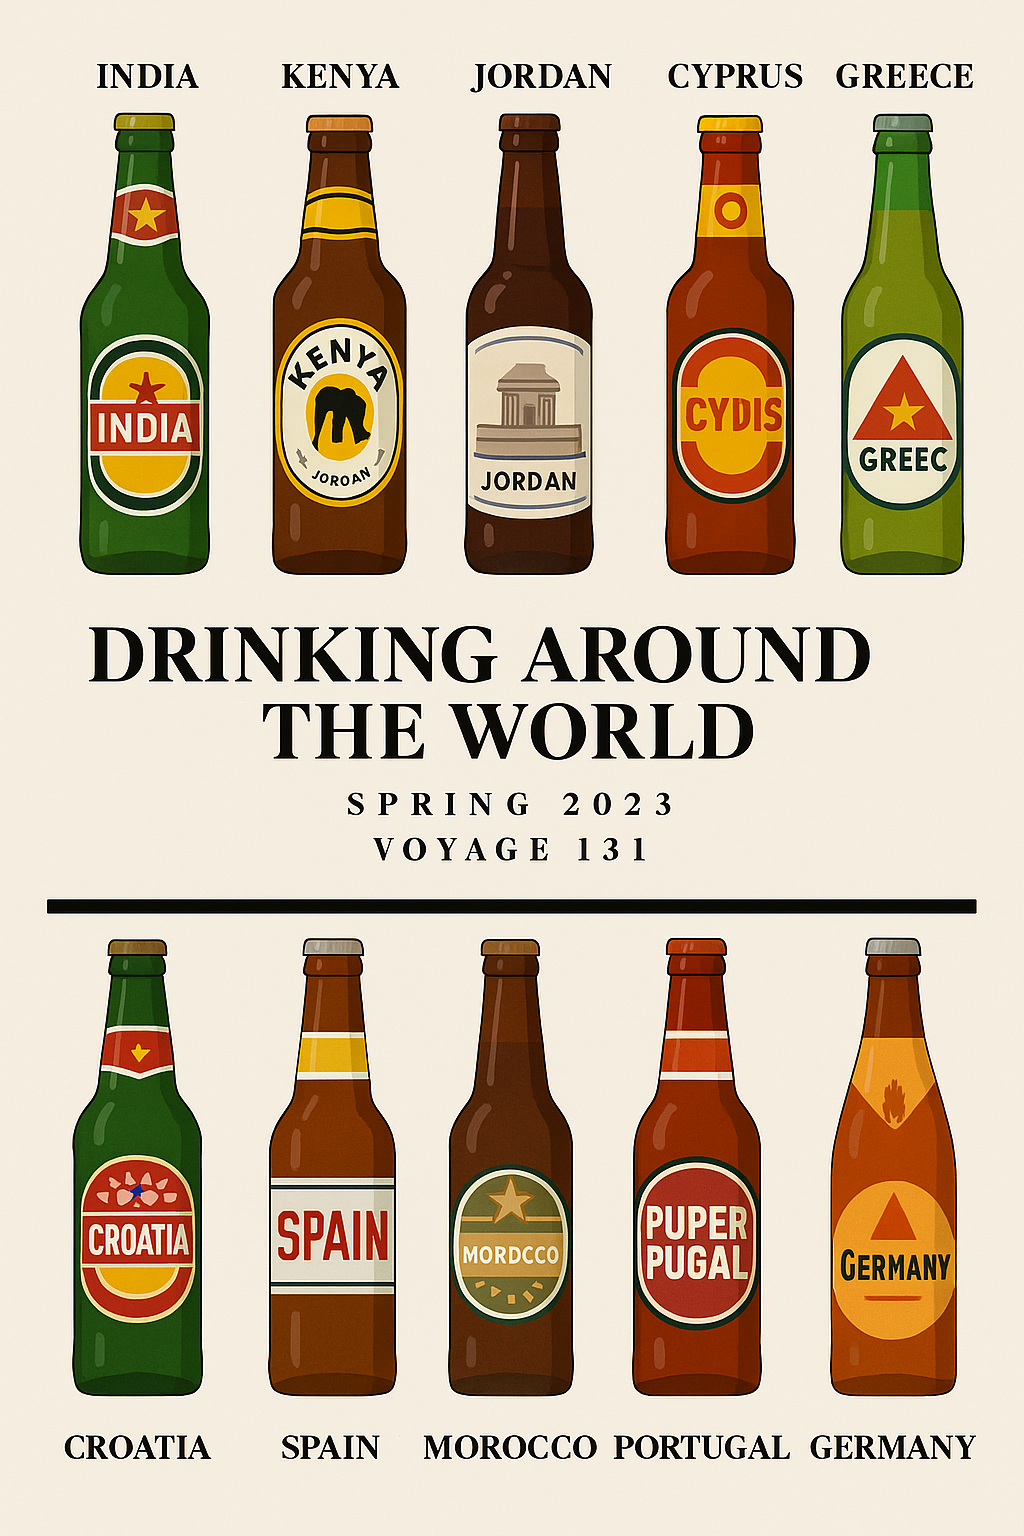 INDIA KENYA JORDAN CYPRUS GREECE
INDIA
KENYA
JOROAN
JORDAN
CYDIS
GREEC
DRINKING AROUND
THE WORLD
SPRING 2023
VOYAGE 131
CROATIA
SPAIN
MORDCCO
PUPER
PUGAL
GERMANY
CROATIA SPAIN MOROCCO PORTUGAL GERMANY